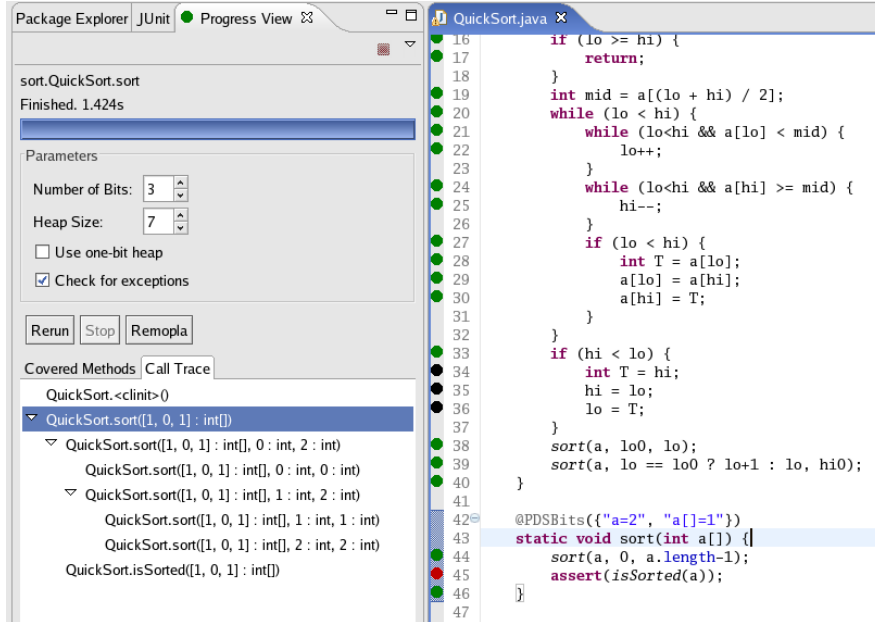 Package Explorer JUnit Progress View
sort.QuickSort.sort
Finished. 1.424s
Parameters
Number of Bits: 3
Heap Size: 7
Use one-bit heap
Check for exceptions
Rerun Stop Remopla
Covered Methods Call Trace
QuickSort.<clinit>()
QuickSort.sort([1, 0, 1] : int[])
QuickSort.sort([1, 0, 1] : int[], 0 : int, 2 : int)
QuickSort.sort([1, 0, 1] : int[], 0 : int, 0 : int)
QuickSort.sort([1, 0, 1] : int[], 1 : int, 2 : int)
QuickSort.sort([1, 0, 1] : int[], 1 : int, 1 : int)
QuickSort.sort([1, 0, 1] : int[], 2 : int, 2 : int)
QuickSort.isSorted([1, 0, 1] : int[])
QuickSort.java
16 if (lo >= hi) {
17 return;
18 }
19 int mid = a[(lo + hi) / 2];
20 while (lo < hi) {
21 while (lo<hi && a[lo] < mid) {
22 lo++;
23 }
24 while (lo<hi && a[hi] >= mid) {
25 hi--;
26 }
27 if (lo < hi) {
28 int T = a[lo];
29 a[lo] = a[hi];
30 a[hi] = T;
31 }
32 }
33 if (hi < lo) {
34 int T = hi;
35 hi = lo;
36 lo = T;
37 }
38 sort(a, lo0, lo);
39 sort(a, lo == lo0 ? lo+1 : lo, hi0);
40 }
41
42 @PDSBits({"a=2", "a[]=1"})
43 static void sort(int a[]) {
44 sort(a, 0, a.length-1);
45 assert(isSorted(a));
46 }
47